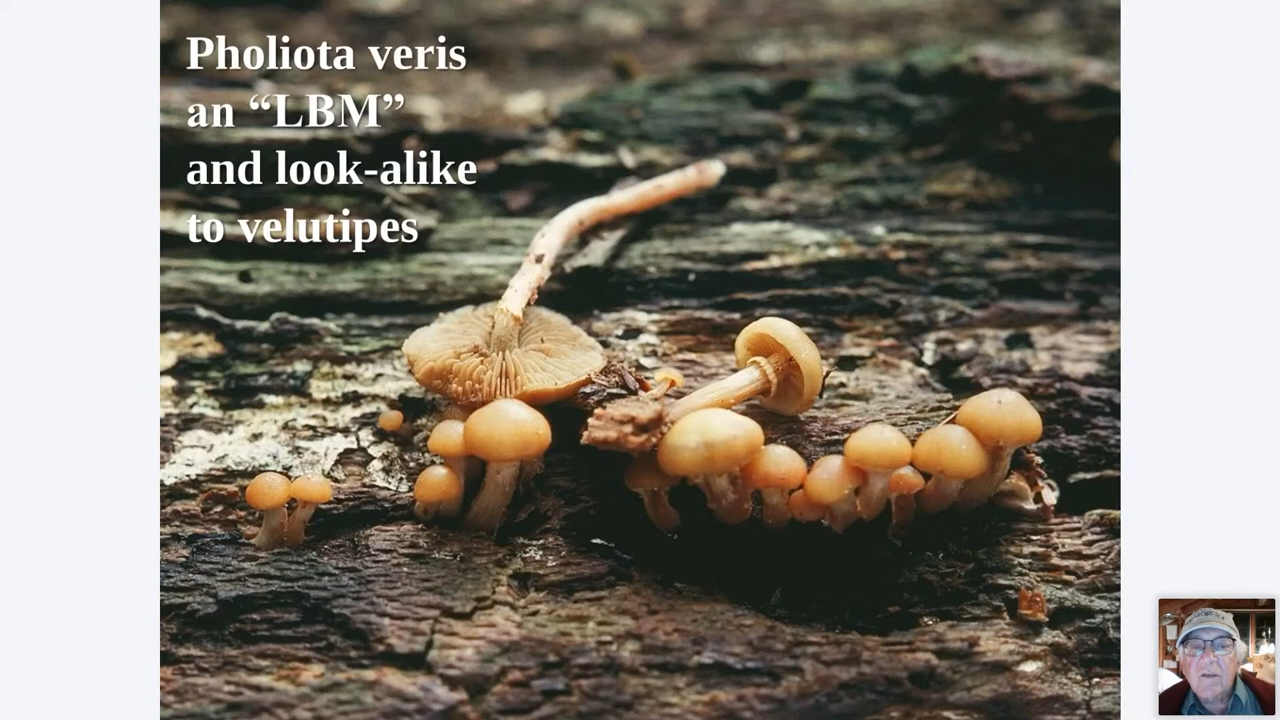 Pholiota veris
an “LBM”
and look-alike
to velutipes